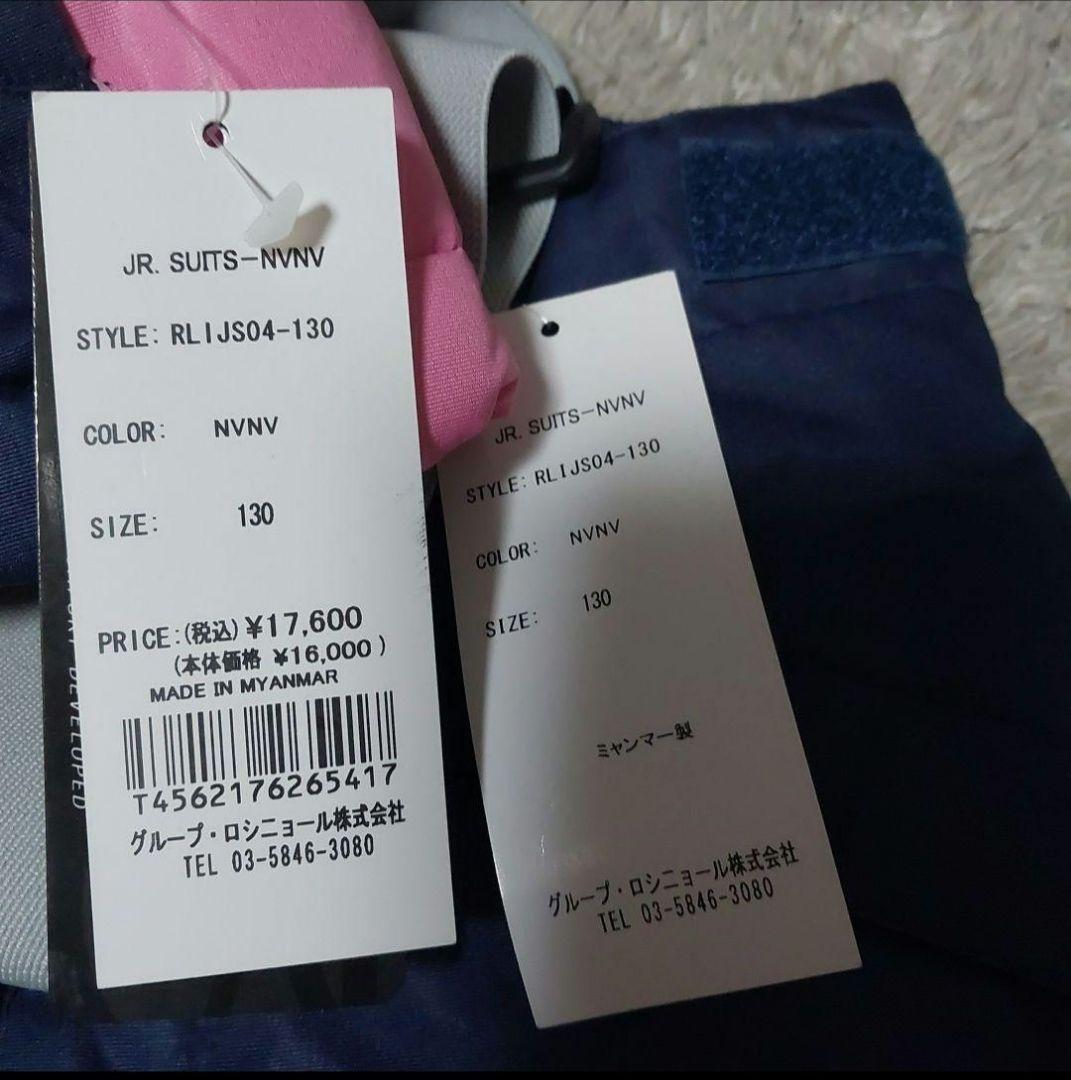 JR. SUITS-NVNV
STYLE: RLIJS04-130
COLOR: NVNV
SIZE: 130
PRICE:(税込)¥17,600
(本体価格 ¥16,000 )
MADE IN MYANMAR
T4562176265417
グループ・ロシニョール株式会社
TEL 03-5846-3080
DEVELOPED
JR. SUITS-NVNV
STYLE: RLIJS04-130
COLOR: NVNV
SIZE: 130
ミャンマー製
グループ・ロシニョール株式会社
TEL 03-5846-3080